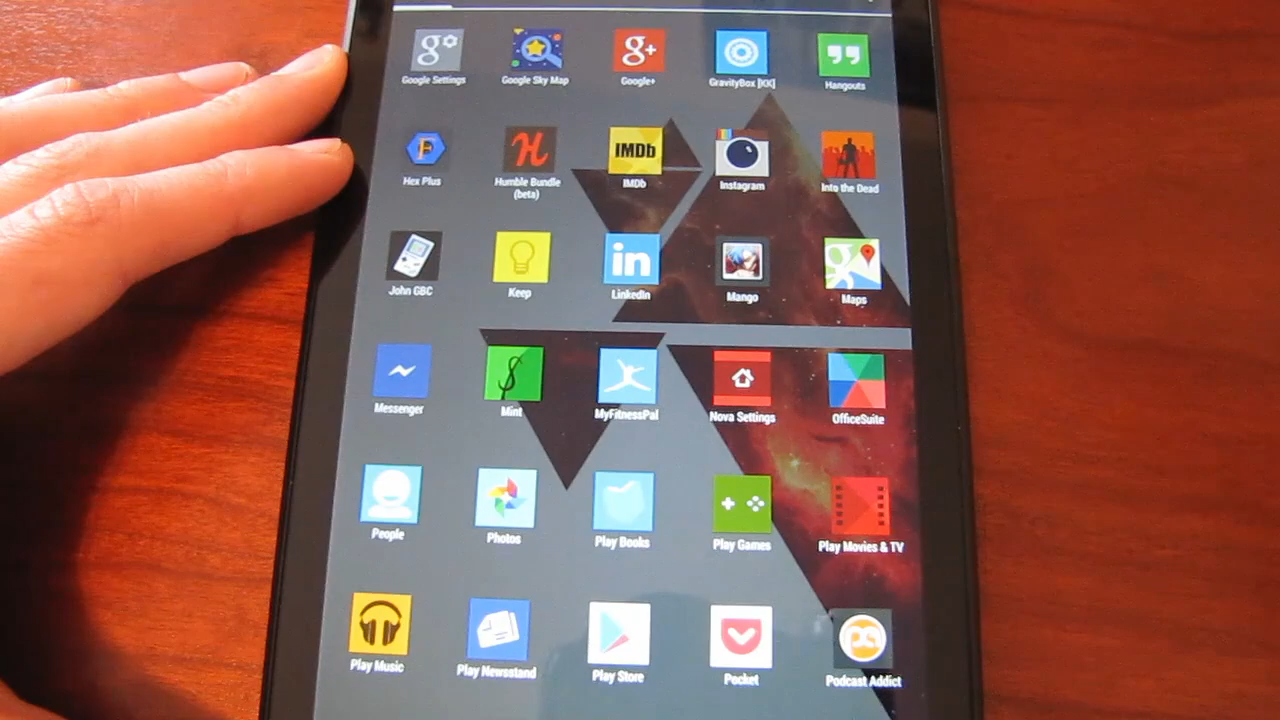 Google Settings
Google Sky Map
Google+
GravityBox [KK]
Hangouts
Hex Plus
Humble Bundle
(beta)
IMDb
IMDb
Instagram
Into the Dead
John GBC
Keep
in
LinkedIn
Mango
Maps
Messenger
Mint
MyFitnessPal
Nova Settings
OfficeSuite
People
Photos
Play Books
Play Games
Play Movies & TV
Play Music
Play Newsstand
Play Store
Pocket
Podcast Addict